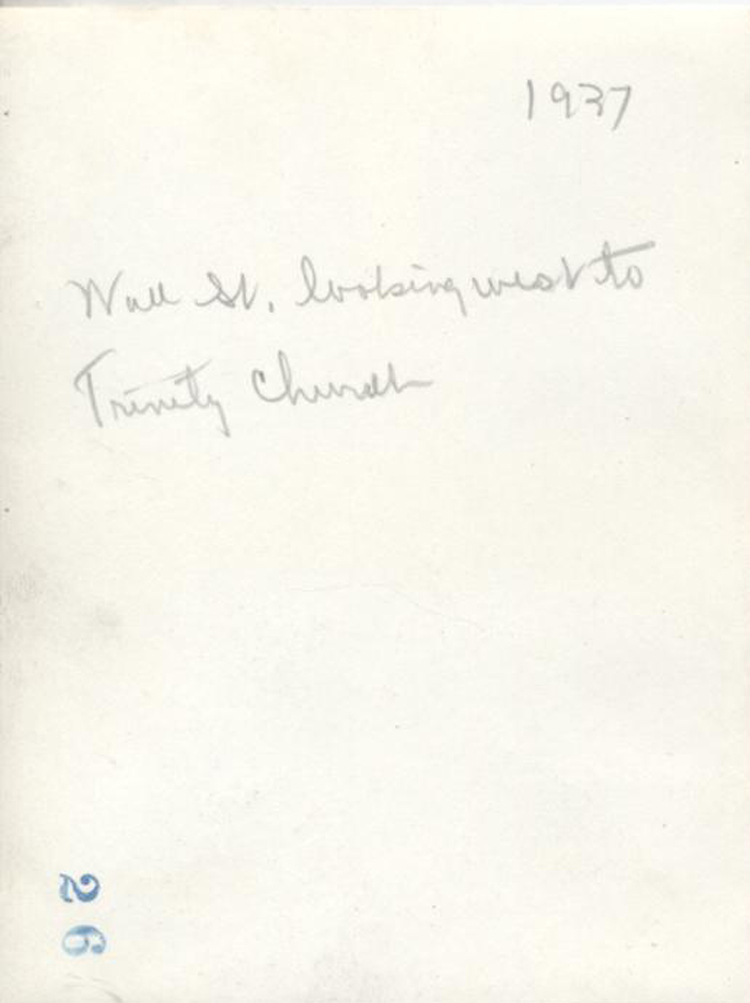 1937
Wall St. looking west to
Trinity Church
26